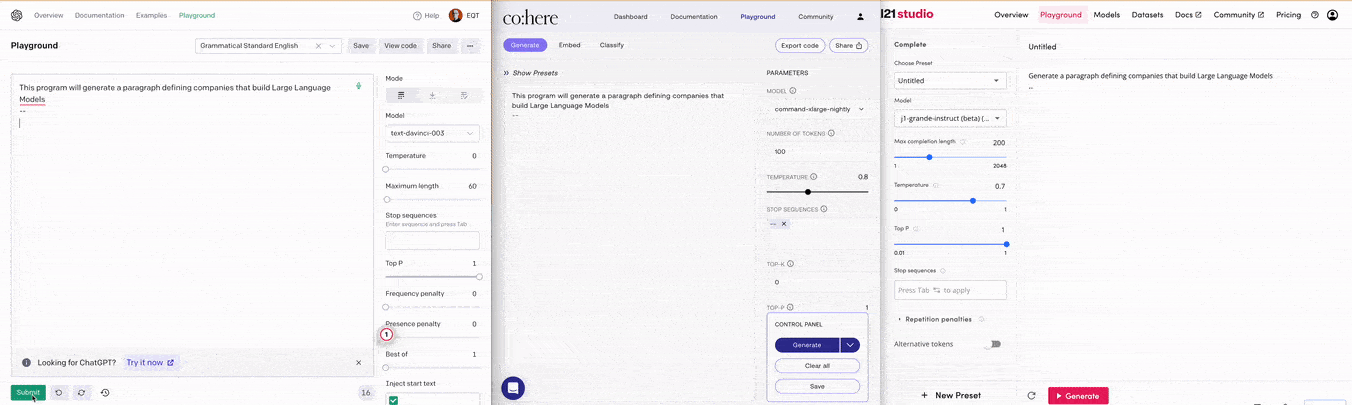 Overview Documentation Examples Playground
Help EQT
Playground
Grammatical Standard English
Save View code Share ...
This program will generate a paragraph defining companies that build Large Language
Models
--
Mode
Model
text-davinci-003
Temperature 0
Maximum length 60
Stop sequences
Enter sequence and press Tab
Top P 1
Frequency penalty 0
Presence penalty 0
1
Best of 1
Inject start text
Looking for ChatGPT? Try it now
Submit
16
co:here
Dashboard Documentation Playground Community
Generate Embed Classify
Export code Share
» Show Presets
This program will generate a paragraph defining companies that
build Large Language Models
--
PARAMETERS
MODEL
command-xlarge-nightly
NUMBER OF TOKENS
100
TEMPERATURE 0.8
STOP SEQUENCES
--
TOP-K
0
TOP-P 1
CONTROL PANEL
Generate
Clear all
Save
21 studio
Overview Playground Models Datasets Docs Community Pricing
Complete
Choose Preset
Untitled
Model
j1-grande-instruct (beta) (...
Max completion length 200
1 2048
Temperature 0.7
0 1
Top P 1
0.01 1
Stop sequences
Press Tab to apply
Repetition penalties
Alternative tokens
+ New Preset
Untitled
Generate a paragraph defining companies that build Large Language Models
--
Generate